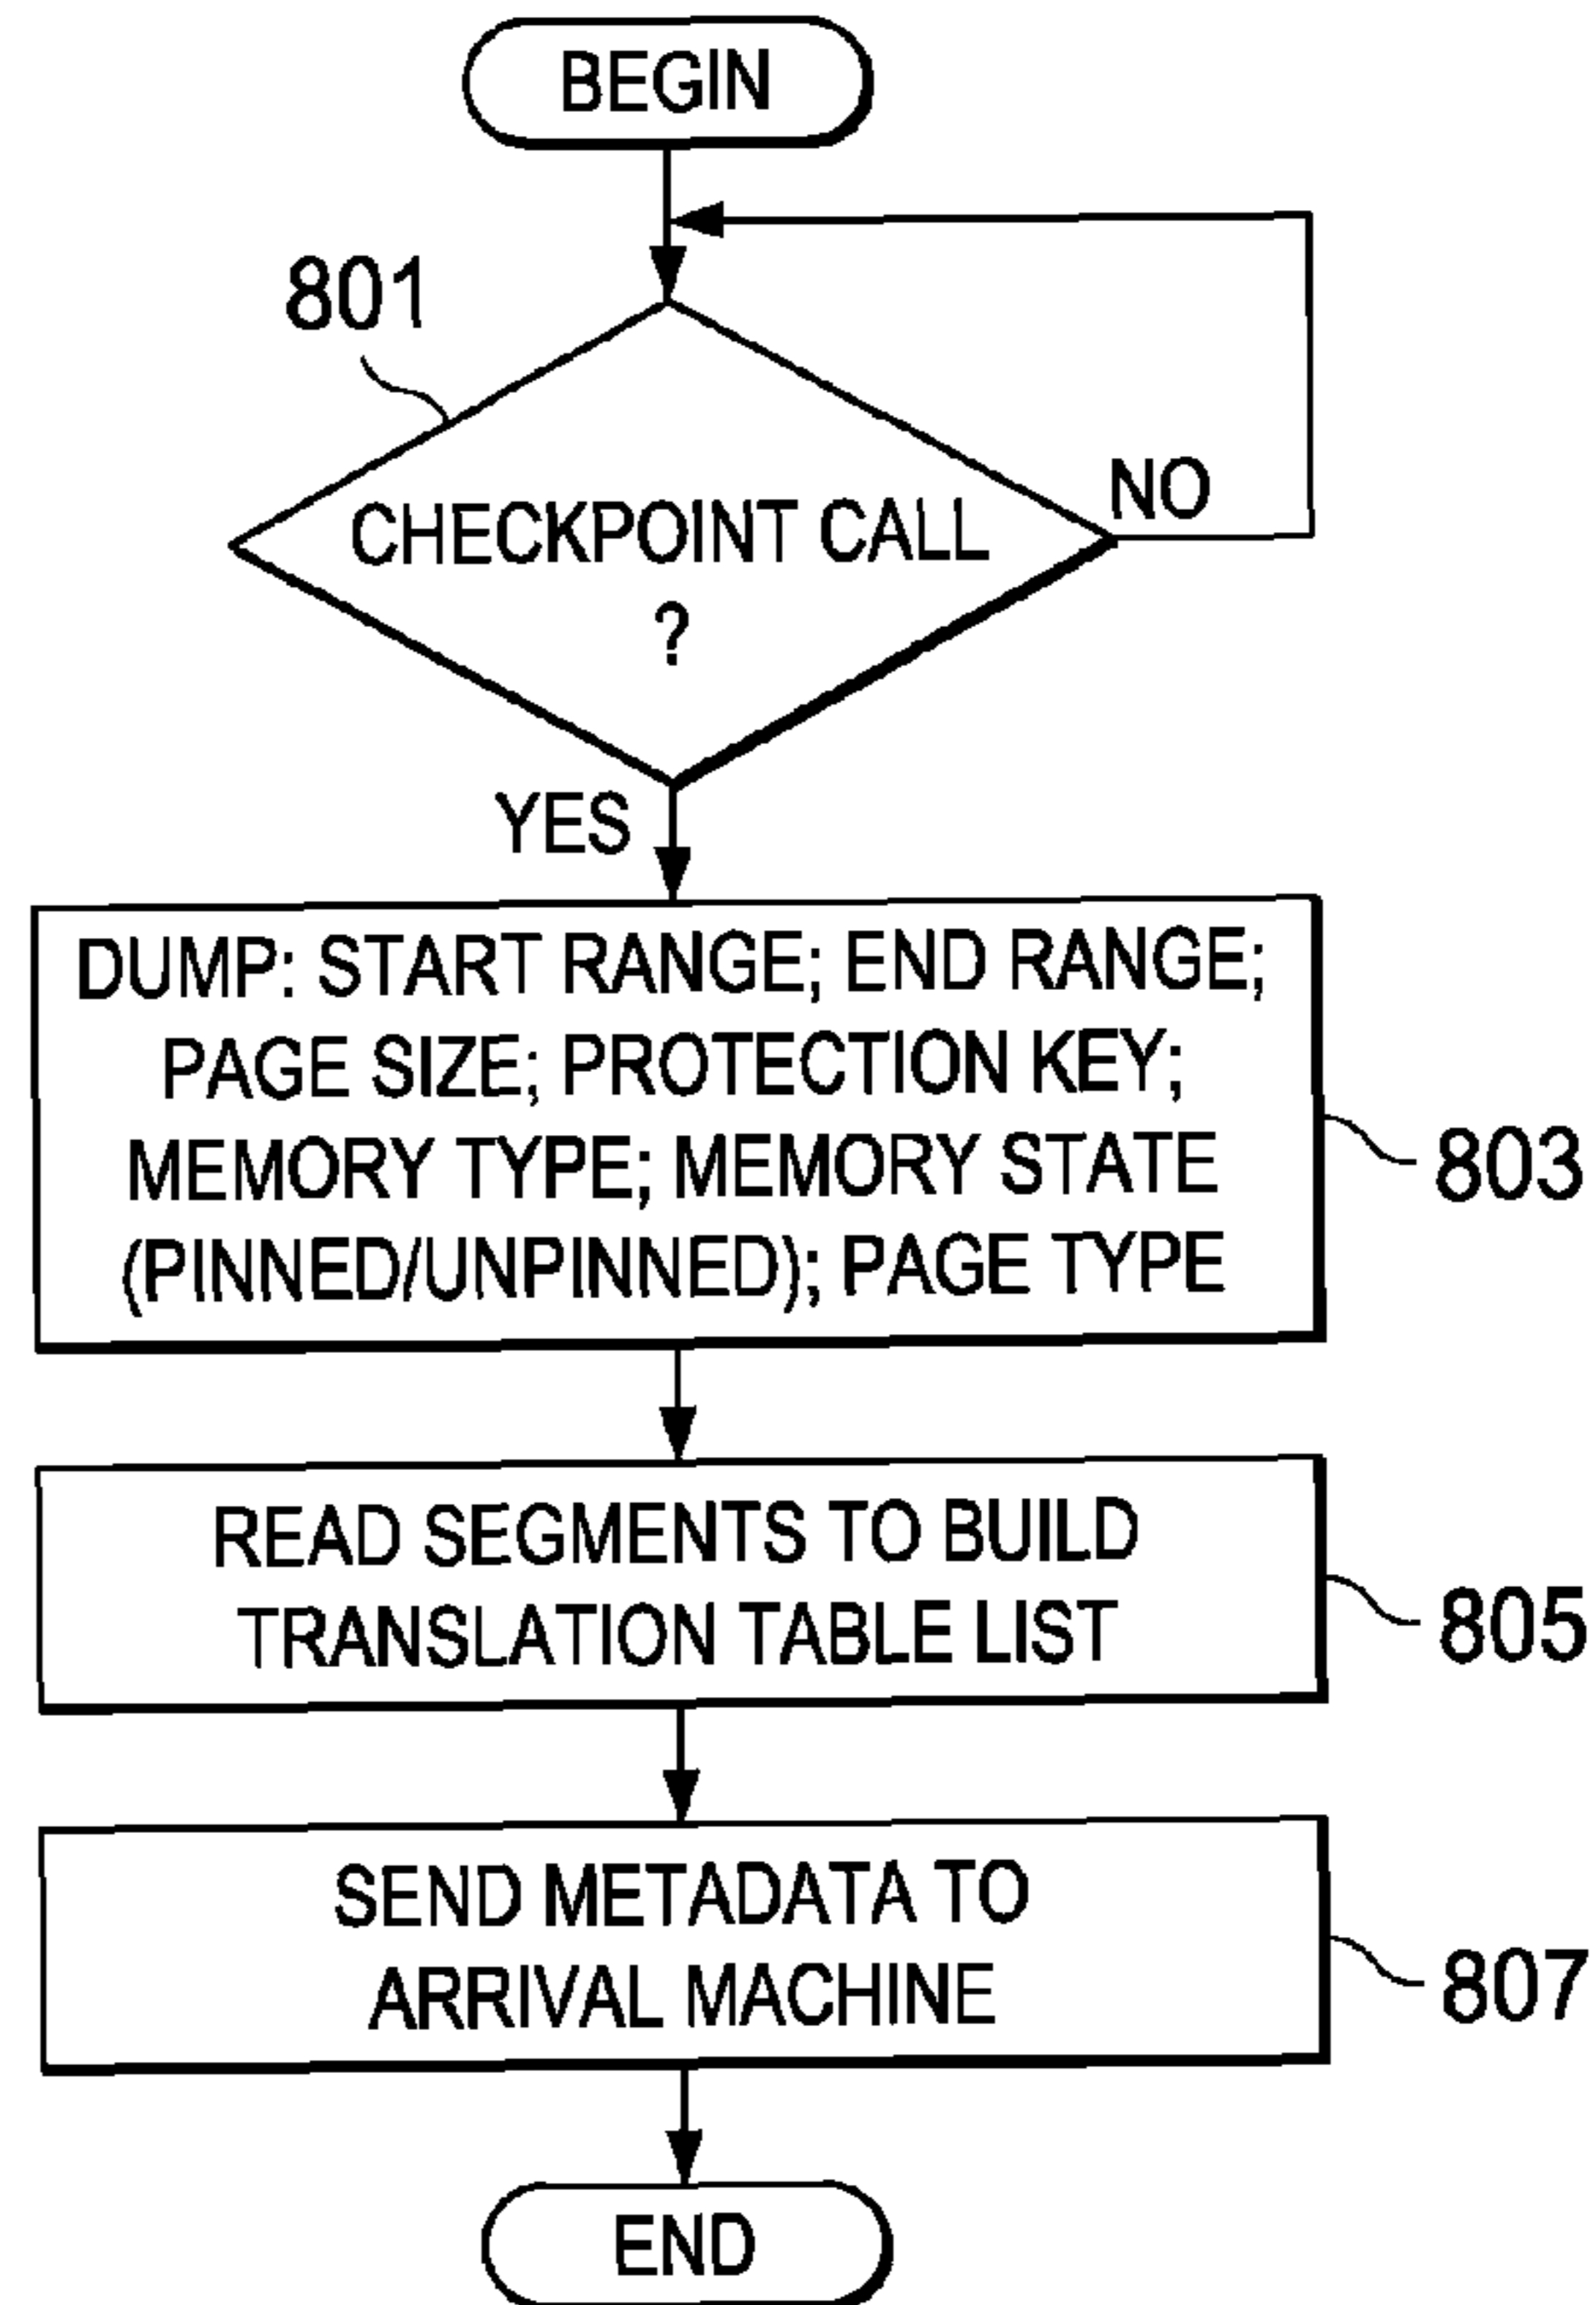 BEGIN
801
CHECKPOINT CALL
?
NO
YES
DUMP: START RANGE; END RANGE;
PAGE SIZE; PROTECTION KEY;
MEMORY TYPE; MEMORY STATE
(PINNED/UNPINNED); PAGE TYPE
803
READ SEGMENTS TO BUILD
TRANSLATION TABLE LIST
805
SEND METADATA TO
ARRIVAL MACHINE
807
END